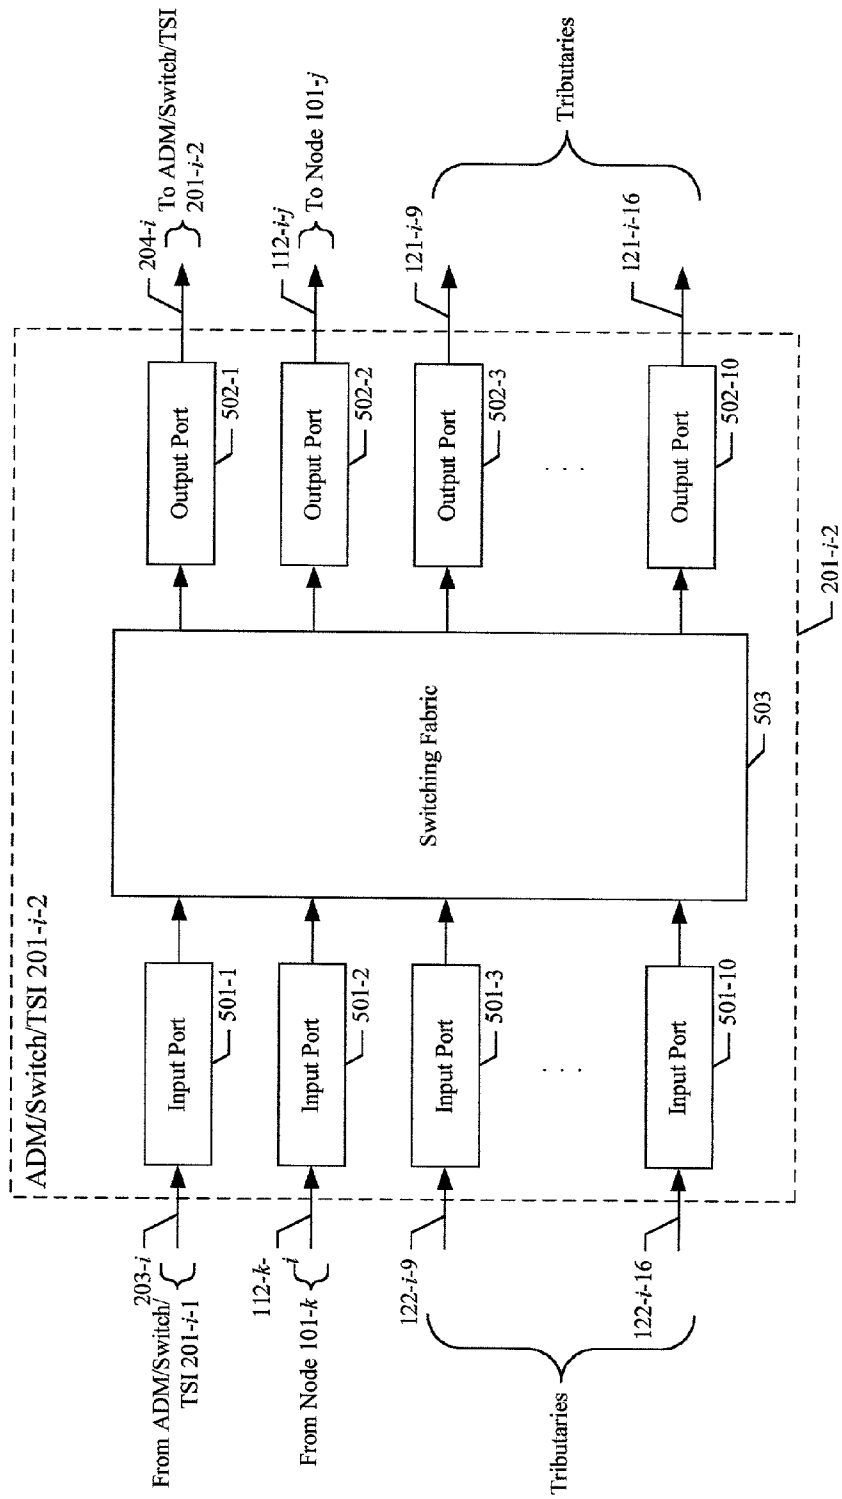 ADM/Switch/TSI 201-i-2
203-i
From ADM/Switch/
TSI 201-i-1
Input Port
501-1
Output Port
502-1
204-i
To ADM/Switch/TSI
201-i-2
112-k-
i
From Node 101-k
Input Port
501-2
Output Port
502-2
112-i-j
To Node 101-j
122-i-9
Input Port
501-3
Switching Fabric
Output Port
502-3
121-i-9
Tributaries
. . .
. . .
Tributaries
122-i-16
Input Port
501-10
503
Output Port
502-10
121-i-16
201-i-2